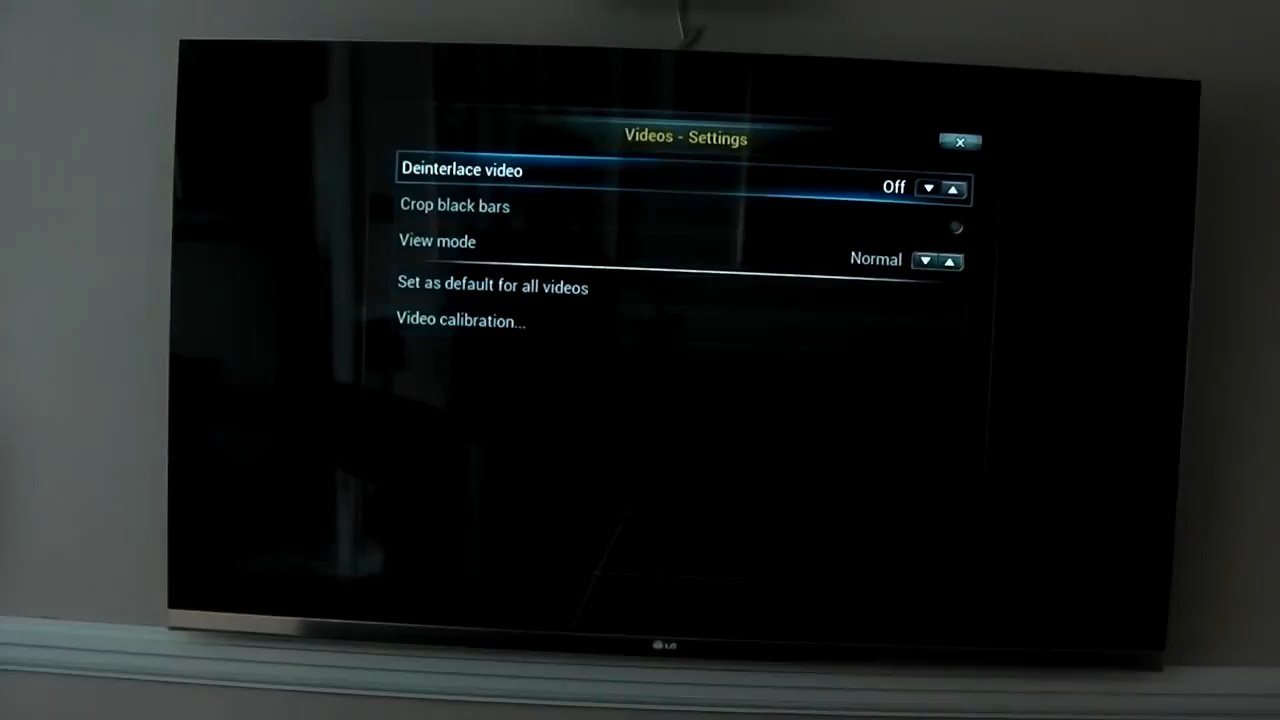 Videos - Settings
Deinterlace video Off
Crop black bars
View mode Normal
Set as default for all videos
Video calibration...
LG